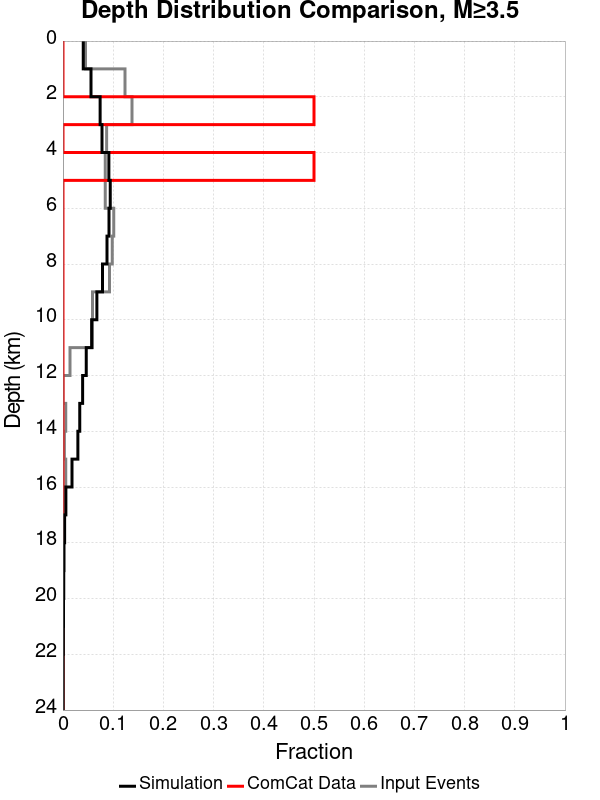 Depth Distribution Comparison, M≥3.5
0
2
4
6
8
10
12
14
16
18
20
22
24
Depth (km)
0 0.1 0.2 0.3 0.4 0.5 0.6 0.7 0.8 0.9 1
Fraction
Simulation ComCat Data Input Events